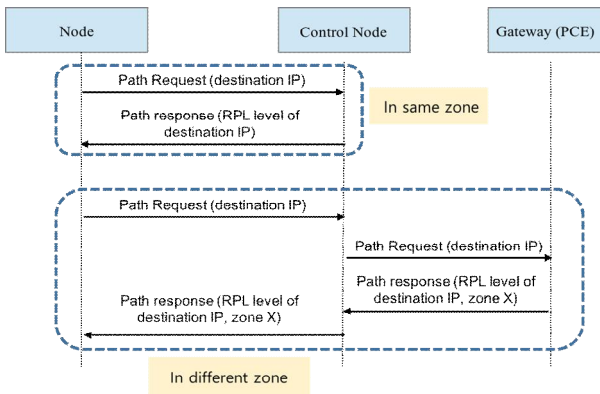 Node
Control Node
Gateway (PCE)
Path Request (destination IP)
In same zone
Path response (RPL level of
destination IP)
Path Request (destination IP)
Path Request (destination IP)
Path response (RPL level of
destination IP, zone X)
Path response (RPL level of
destination IP, zone X)
In different zone